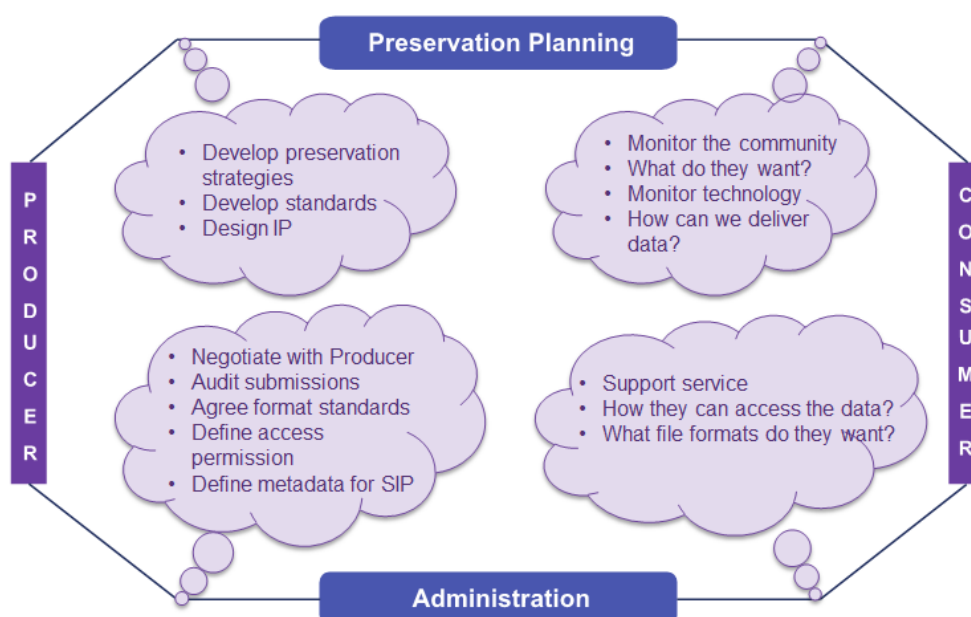 Preservation Planning
• Develop preservation
strategies
• Develop standards
• Design IP
• Monitor the community
• What do they want?
• Monitor technology
• How can we deliver
data?
PRODUCER
CONSUMER
• Negotiate with Producer
• Audit submissions
• Agree format standards
• Define access
permission
• Define metadata for SIP
• Support service
• How they can access the data?
• What file formats do they want?
Administration